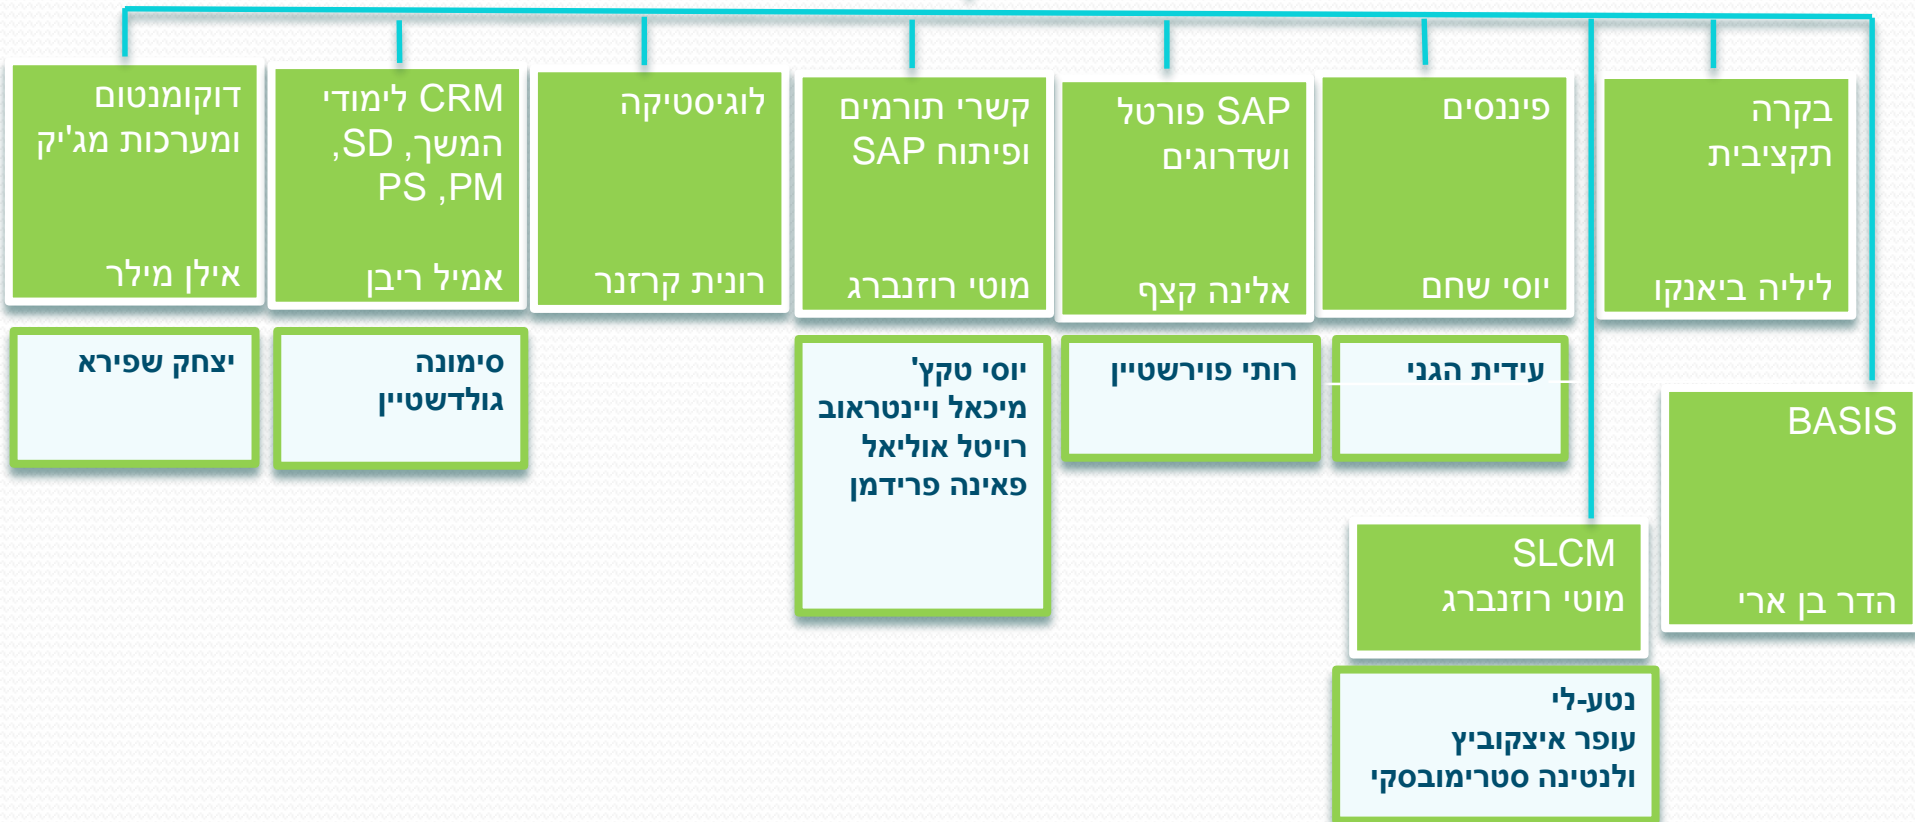 בקרה
תקציבית
ליליה ביאנקו
פיננסים
יוסי שחם
עידית הגני
SAP פורטל
ושדרוגים
אלינה קצף
רותי פוירשטיין
קשרי תורמים
ופיתוח SAP
מוטי רוזנברג
יוסי טקץ'
מיכאל ויינטראוב
רויטל אוליאל
פאינה פרידמן
לוגיסטיקה
רונית קרזנר
CRM לימודי
המשך, SD,
PS ,PM
אמיל ריבן
סימונה
גולדשטיין
דוקומנטום
ומערכות מג'יק
אילן מילר
יצחק שפירא
BASIS
הדר בן ארי
SLCM
מוטי רוזנברג
נטע-לי
עופר איצקוביץ
ולנטינה סטרימובסקי